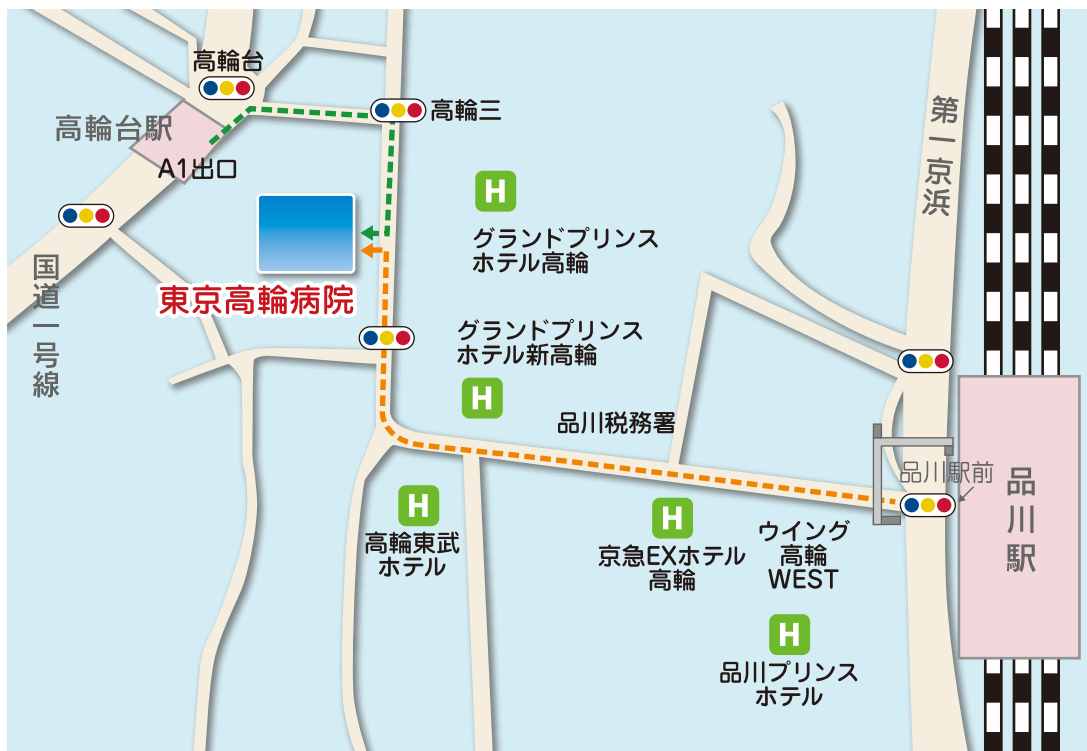 高輪台
高輪三
高輪台駅
A1出口
第一京浜
グランドプリンス
ホテル高輪
国道一号線
東京高輪病院
グランドプリンス
ホテル新高輪
品川税務署
品川駅前
品川駅
高輪東武
ホテル
京急EXホテル
高輪
ウイング
高輪
WEST
品川プリンス
ホテル
H
H
H
H
H